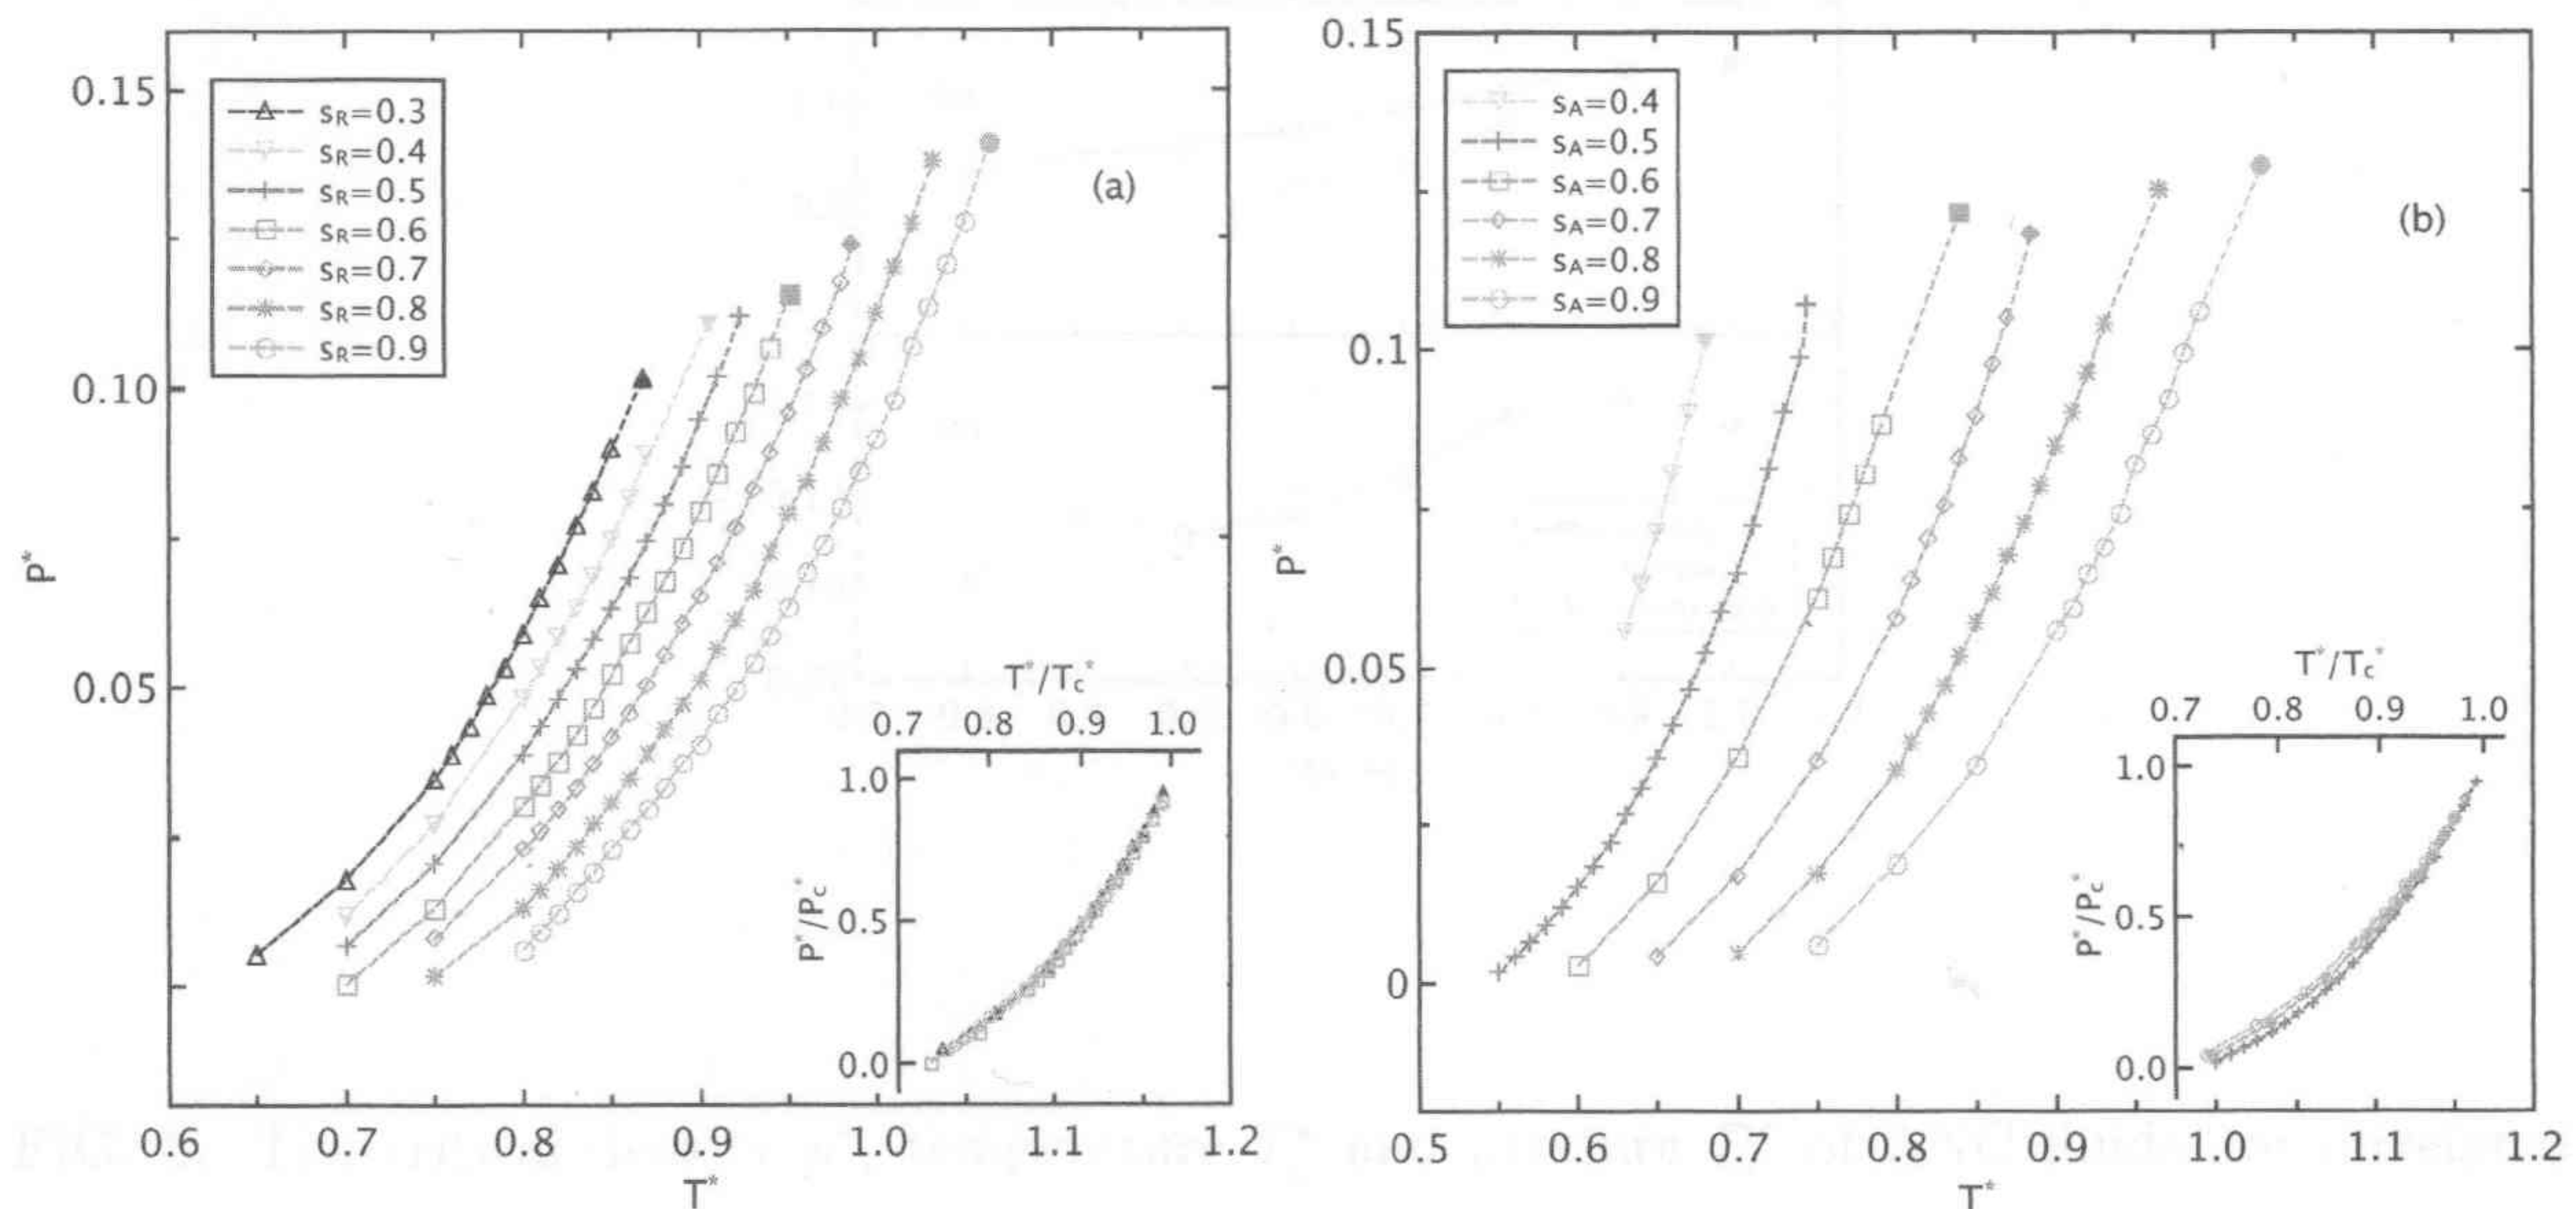 0.15
0.10
0.05
P*
sR=0.3
sR=0.4
sR=0.5
sR=0.6
sR=0.7
sR=0.8
sR=0.9
(a)
T*/Tc*
0.7 0.8 0.9 1.0
1.0
0.5
0.0
P*/Pc*
0.6 0.7 0.8 0.9 1.0 1.1 1.2
T*
0.15
0.1
0.05
0
P*
sA=0.4
sA=0.5
sA=0.6
sA=0.7
sA=0.8
sA=0.9
(b)
T*/Tc*
0.7 0.8 0.9 1.0
1.0
0.5
0.0
P*/Pc*
0.5 0.6 0.7 0.8 0.9 1.0 1.1 1.2
T*